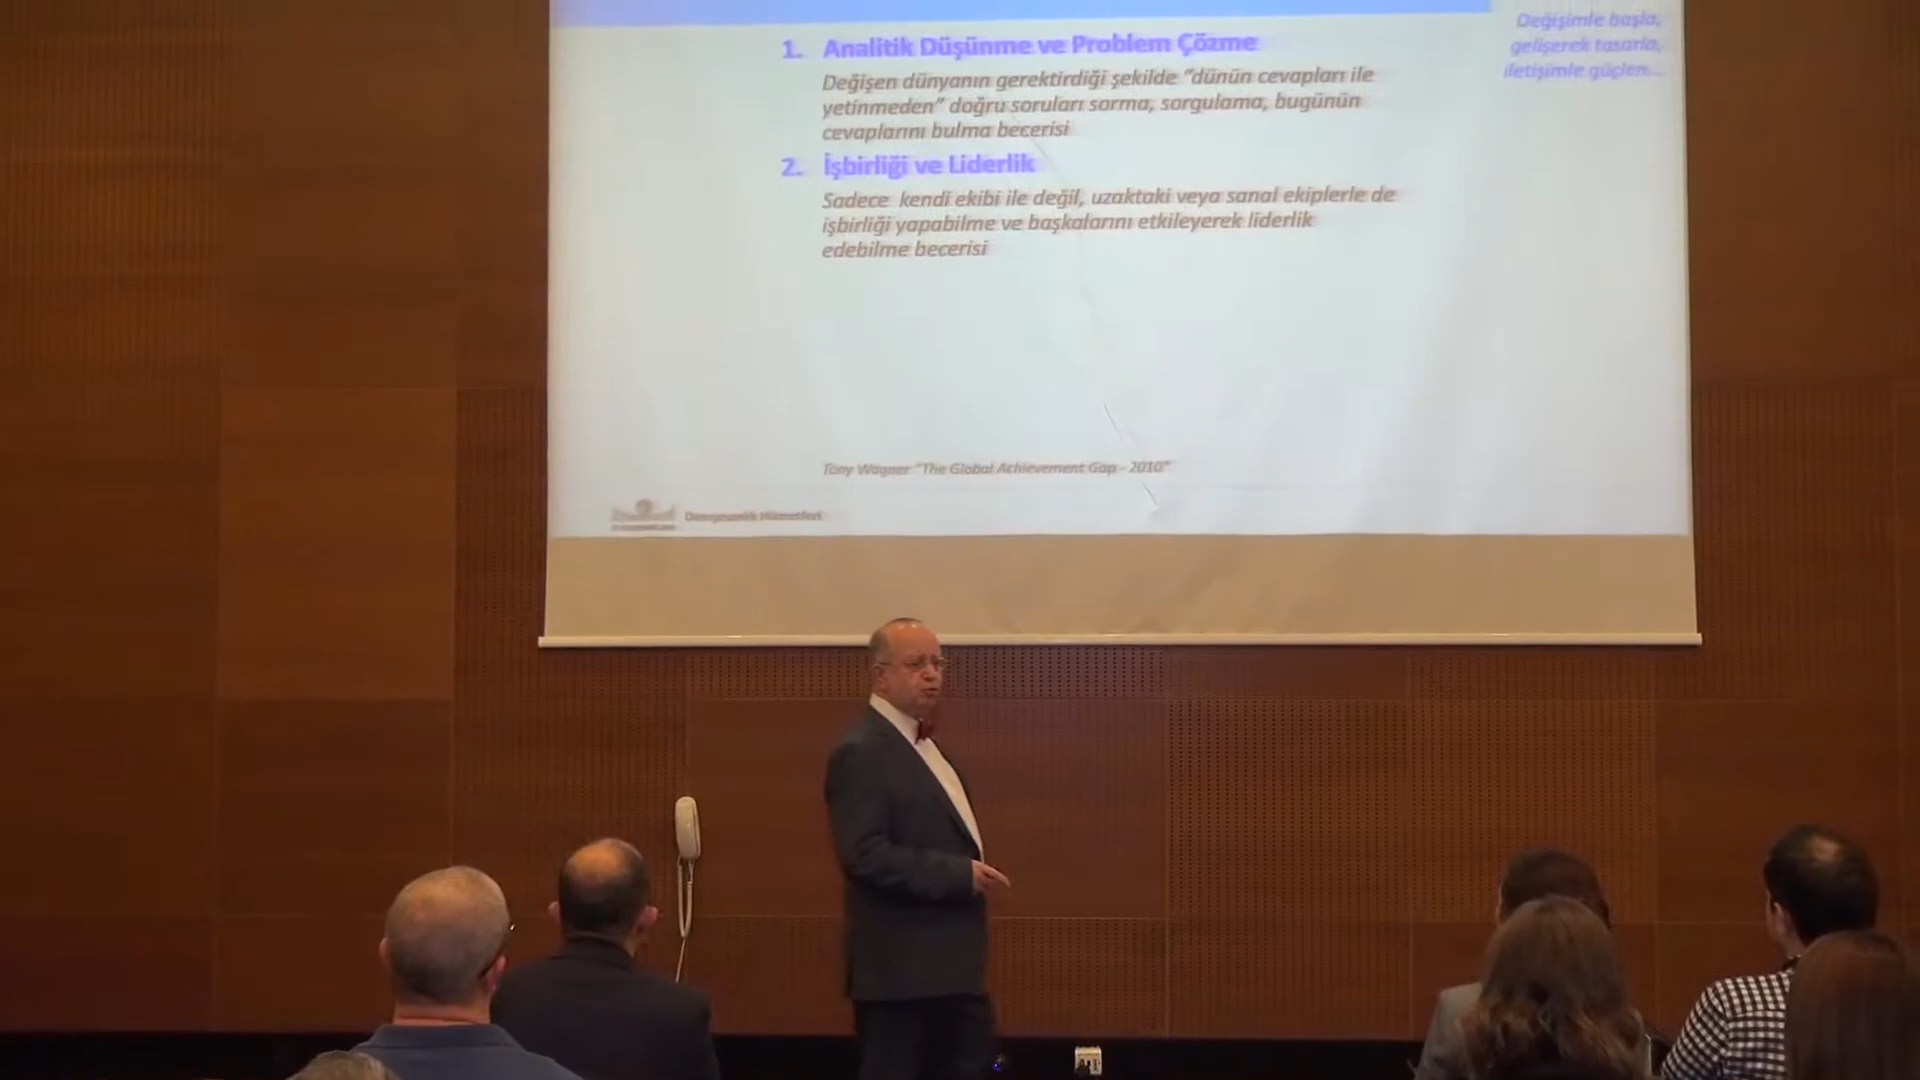 1. Analitik Düşünme ve Problem Çözme
Değişen dünyanın gerektirdiği şekilde "dünün cevapları ile
yetinmeden" doğru soruları sorma, sorgulama, bugünün
cevaplarını bulma becerisi
2. İşbirliği ve Liderlik
Sadece kendi ekibi ile değil, uzaktaki veya sanal ekiplerle de
işbirliği yapabilme ve başkalarını etkileyerek liderlik
edebilme becerisi
Tony Wagner "The Global Achievement Gap - 2010"
Danışmanlık Hizmetleri
Değişimle başla,
gelişerek tasarla,
iletişimle güçlen...